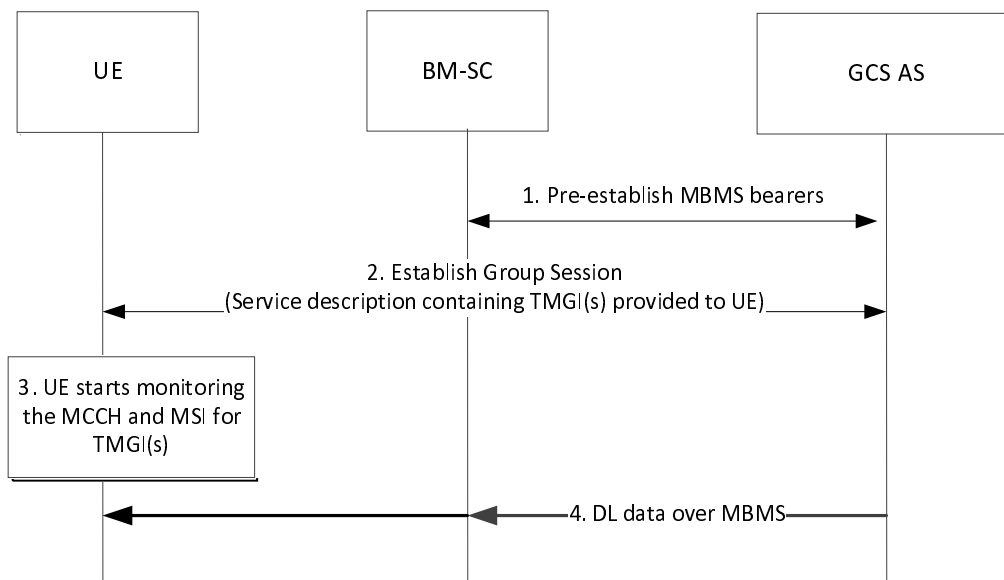 UE
BM-SC
GCS AS
1. Pre-establish MBMS bearers
2. Establish Group Session
(Service description containing TMGI(s) provided to UE)
3. UE starts monitoring
the MCCH and MSI for
TMGI(s)
4. DL data over MBMS